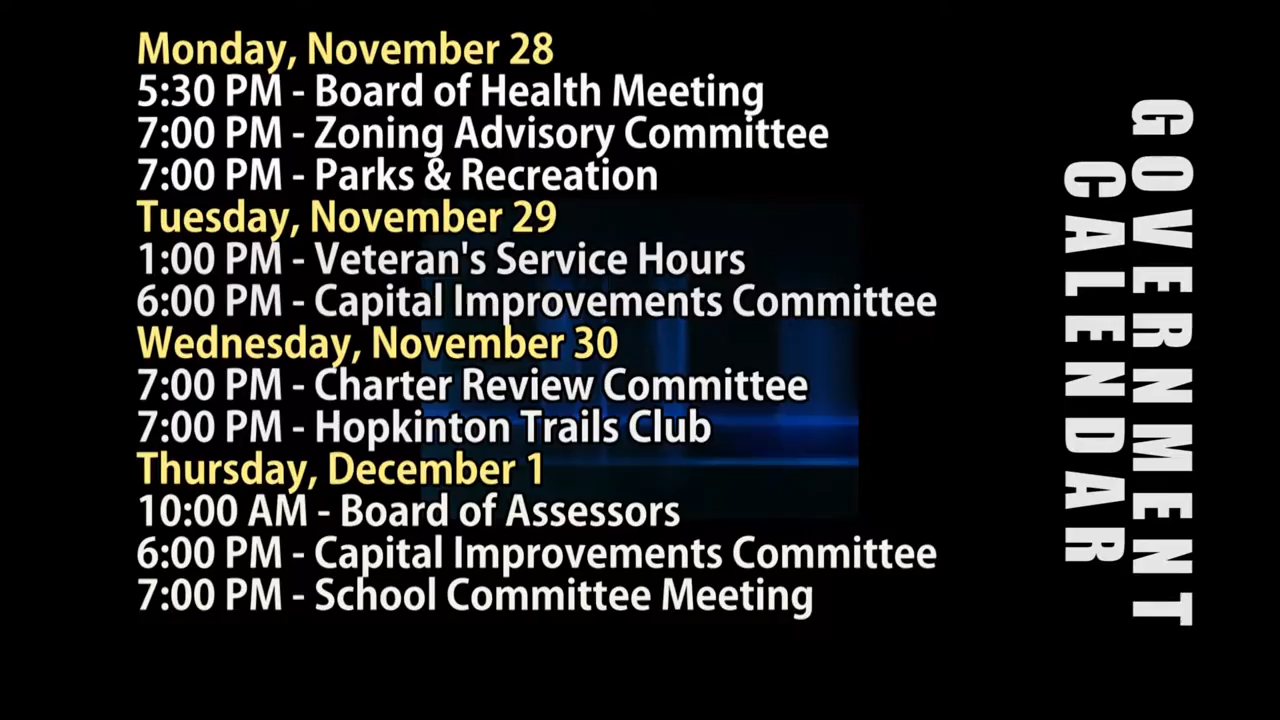 Monday, November 28
5:30 PM - Board of Health Meeting
7:00 PM - Zoning Advisory Committee
7:00 PM - Parks & Recreation
Tuesday, November 29
1:00 PM - Veteran's Service Hours
6:00 PM - Capital Improvements Committee
Wednesday, November 30
7:00 PM - Charter Review Committee
7:00 PM - Hopkinton Trails Club
Thursday, December 1
10:00 AM - Board of Assessors
6:00 PM - Capital Improvements Committee
7:00 PM - School Committee Meeting
GOVERNMENT
CALENDAR